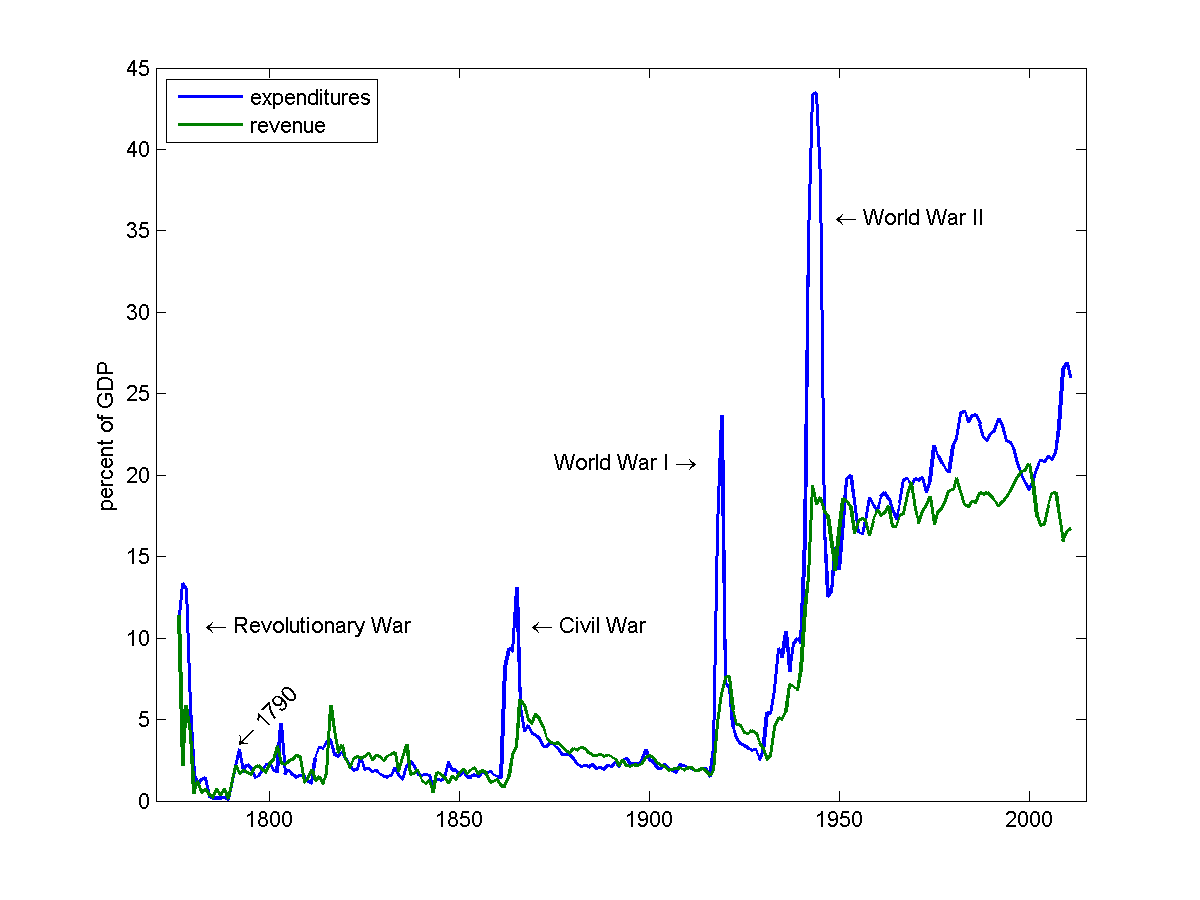 45
expenditures
revenue
40
35
← World War II
30
25
percent of GDP
20
World War I →
15
10
← Revolutionary War
← Civil War
5
← 1790
0
1800
1850
1900
1950
2000